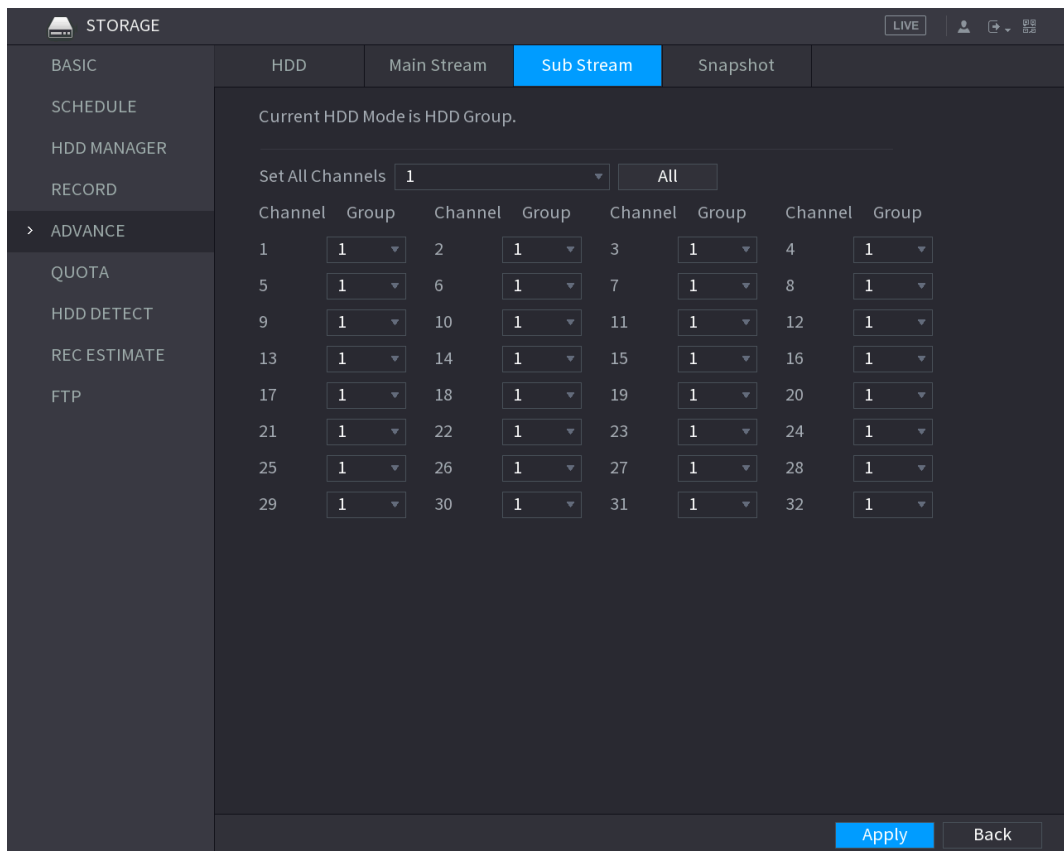 STORAGE LIVE
BASIC HDD Main Stream Sub Stream Snapshot
SCHEDULE
Current HDD Mode is HDD Group.
HDD MANAGER
RECORD Set All Channels 1 All
Channel Group Channel Group Channel Group Channel Group
ADVANCE
1 1 2 1 3 1 4 1
QUOTA
5 1 6 1 7 1 8 1
HDD DETECT
9 1 10 1 11 1 12 1
REC ESTIMATE
13 1 14 1 15 1 16 1
FTP
17 1 18 1 19 1 20 1
21 1 22 1 23 1 24 1
25 1 26 1 27 1 28 1
29 1 30 1 31 1 32 1
Apply Back